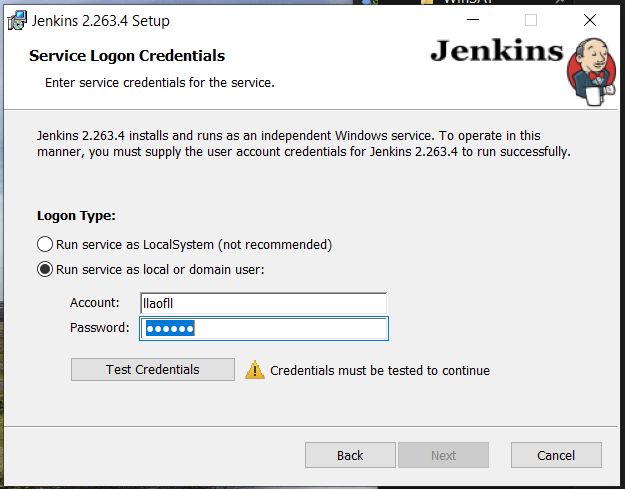 Jenkins 2.263.4 Setup
Service Logon Credentials
Jenkins
Enter service credentials for the service.
Jenkins 2.263.4 installs and runs as an independent Windows service. To operate in this
manner, you must supply the user account credentials for Jenkins 2.263.4 to run successfully.
Logon Type:
Run service as LocalSystem (not recommended)
Run service as local or domain user:
Account: llaofll
Password: ●●●●●●
Test Credentials
Credentials must be tested to continue
Back Next Cancel